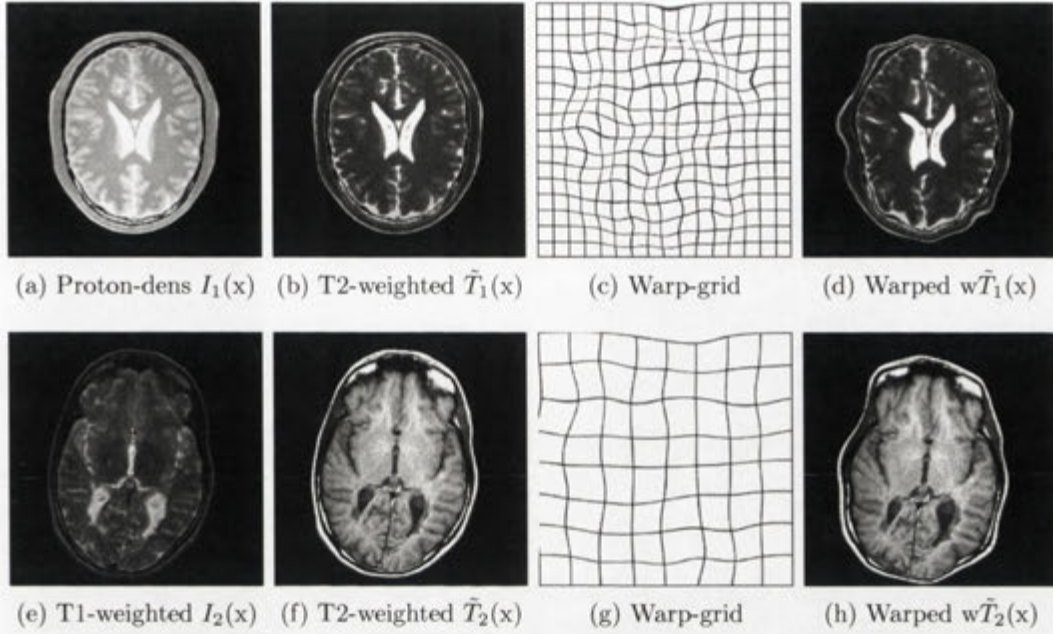 (a) Proton-dens I₁(x) (b) T2-weighted T̃₁(x) (c) Warp-grid (d) Warped wT̃₁(x)
(e) T1-weighted I₂(x) (f) T2-weighted T̃₂(x) (g) Warp-grid (h) Warped wT̃₂(x)